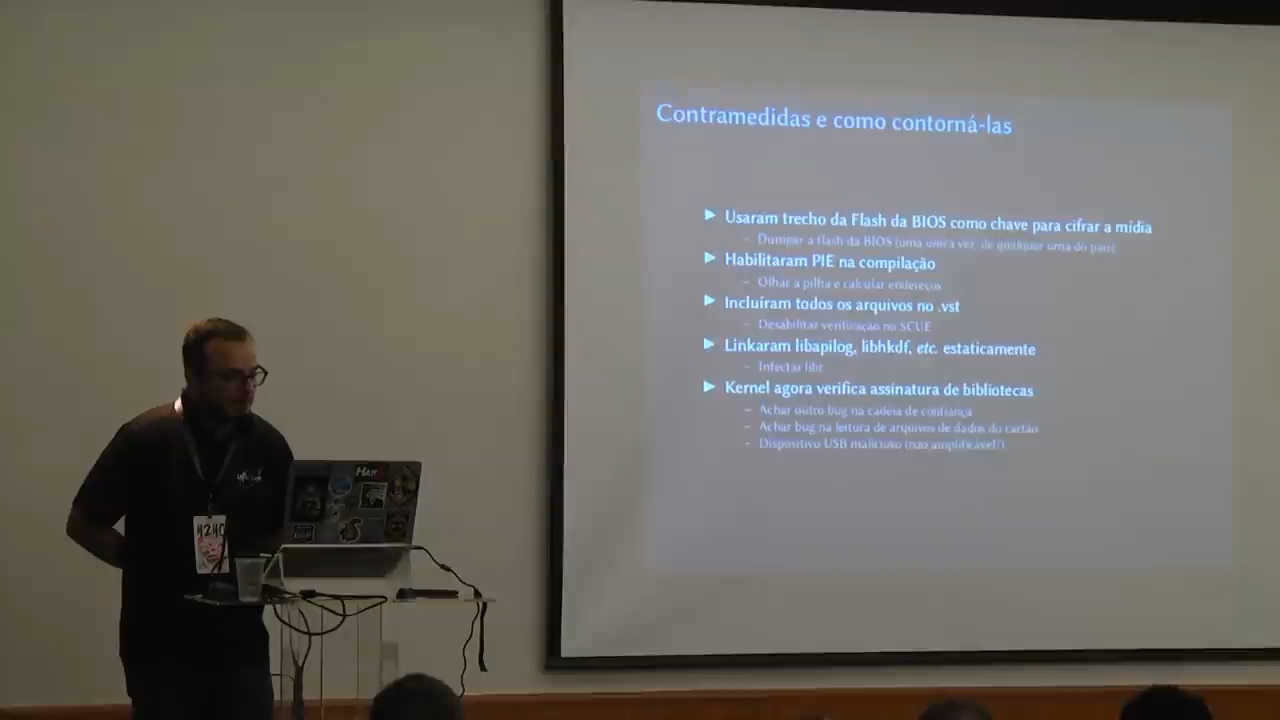 Contramedidas e como contorná-las
► Usaram trecho da Flash da BIOS como chave para cifrar a mídia
– Dumpar a flash da BIOS (uma única vez, de qualquer urna do país)
► Habilitaram PIE na compilação
– Olhar a pilha e calcular endereços
► Incluíram todos os arquivos no .vst
– Desabilitar verificação no SCUE
► Linkaram libapilog, libhkdf, etc. estaticamente
– Infectar libc
► Kernel agora verifica assinatura de bibliotecas
– Achar outro bug na cadeia de confiança
– Achar bug na leitura de arquivos de dados do cartão
– Dispositivo USB malicioso (não amplificável?)
H2HC